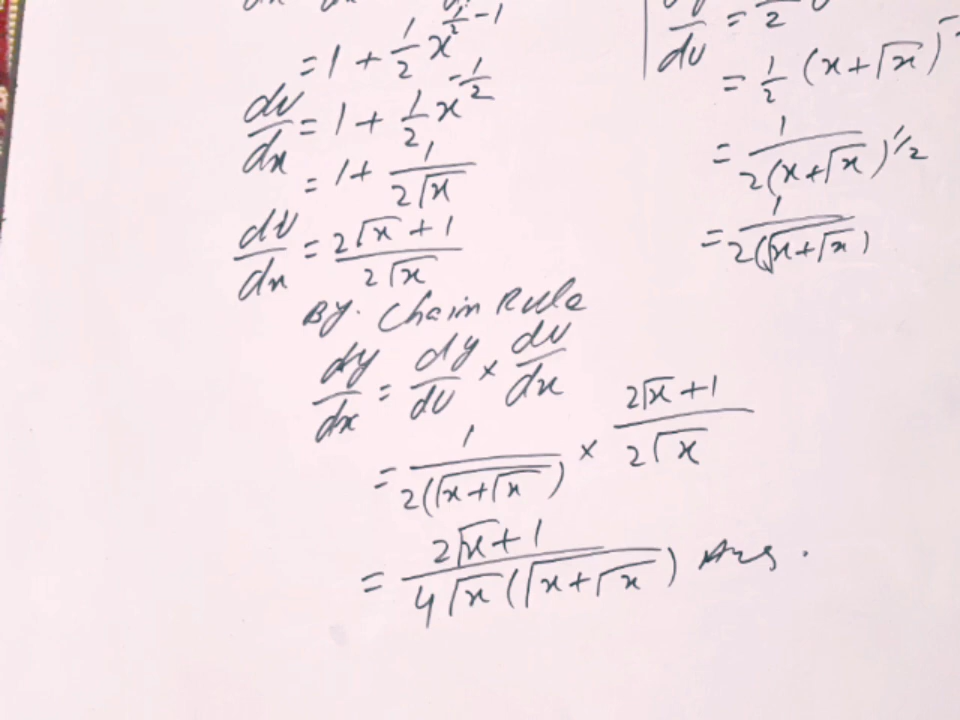 = 1 + 1/2 x^(1/2 - 1)
dv/dx = 1 + 1/2 x^(-1/2)
= 1 + 1/(2√x)
dv/dx = (2√x + 1)/(2√x)
dv = 2
= 1/2 (x + √x)
= 1/(2(x + √x)^(1/2))
= 1/(2(√(x + √x)))
By. Chain Rule
dy/dx = dy/dv × dv/dx
= 1/(2(√(x + √x))) × (2√x + 1)/(2√x)
= (2√x + 1)/(4√x(√(x + √x))) Ans.